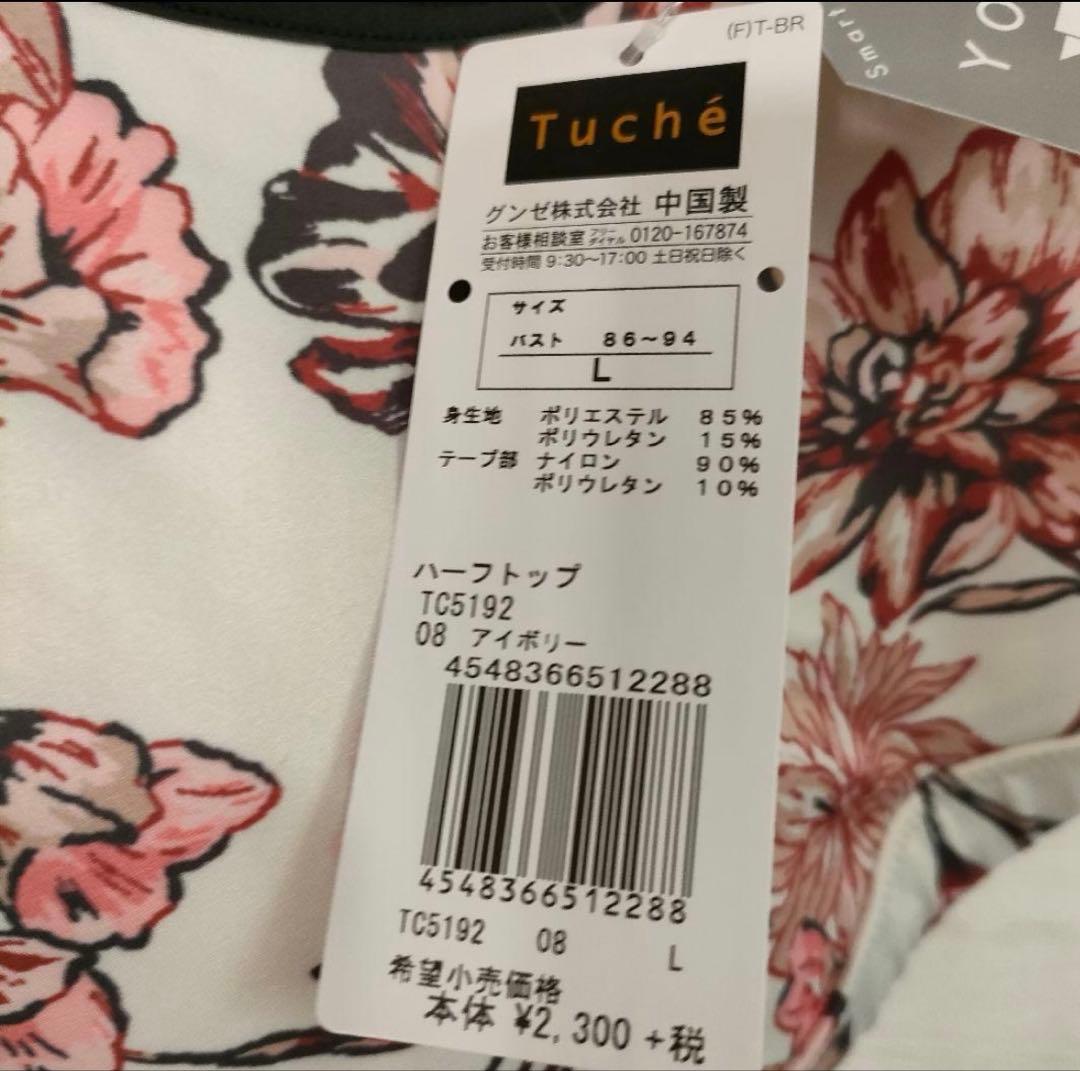 (F)T-BR
Smart
YO
Tuché
グンゼ株式会社 中国製
お客様相談室 フリーダイヤル 0120-167874
受付時間 9:30〜17:00 土日祝日除く
サイズ
バスト 86〜94
L
身生地 ポリエステル 85%
ポリウレタン 15%
テープ部 ナイロン 90%
ポリウレタン 10%
ハーフトップ
TC5192
08 アイボリー
4548366512288
4548366512288
TC5192 08 L
希望小売価格
本体 ¥2,300 +税